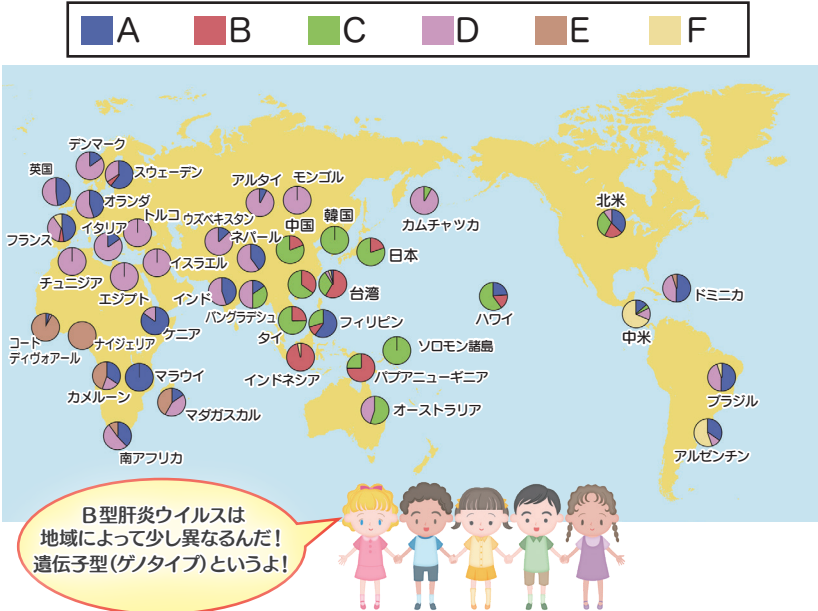 A B C D E F
デンマーク
英国
スウェーデン
オランダ
フランス
イタリア
トルコ
ウズベキスタン
アルタイ
モンゴル
カムチャツカ
北米
中国
韓国
ネパール
日本
イスラエル
チュニジア
エジプト
インド
バングラデシュ
台湾
ハワイ
ドミニカ
中米
コート
ディヴォアール
ナイジェリア
ケニア
タイ
フィリピン
ソロモン諸島
インドネシア
パプアニューギニア
カメルーン
マラウイ
マダガスカル
オーストラリア
ブラジル
南アフリカ
アルゼンチン
B型肝炎ウイルスは
地域によって少し異なるんだ!
遺伝子型(ゲノタイプ)というよ!